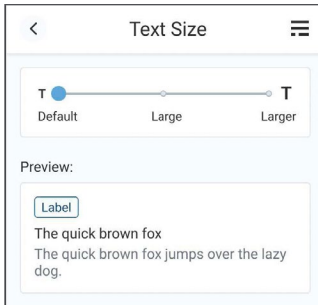 Text Size
T T
Default Large Larger
Preview:
Label
The quick brown fox
The quick brown fox jumps over the lazy
dog.